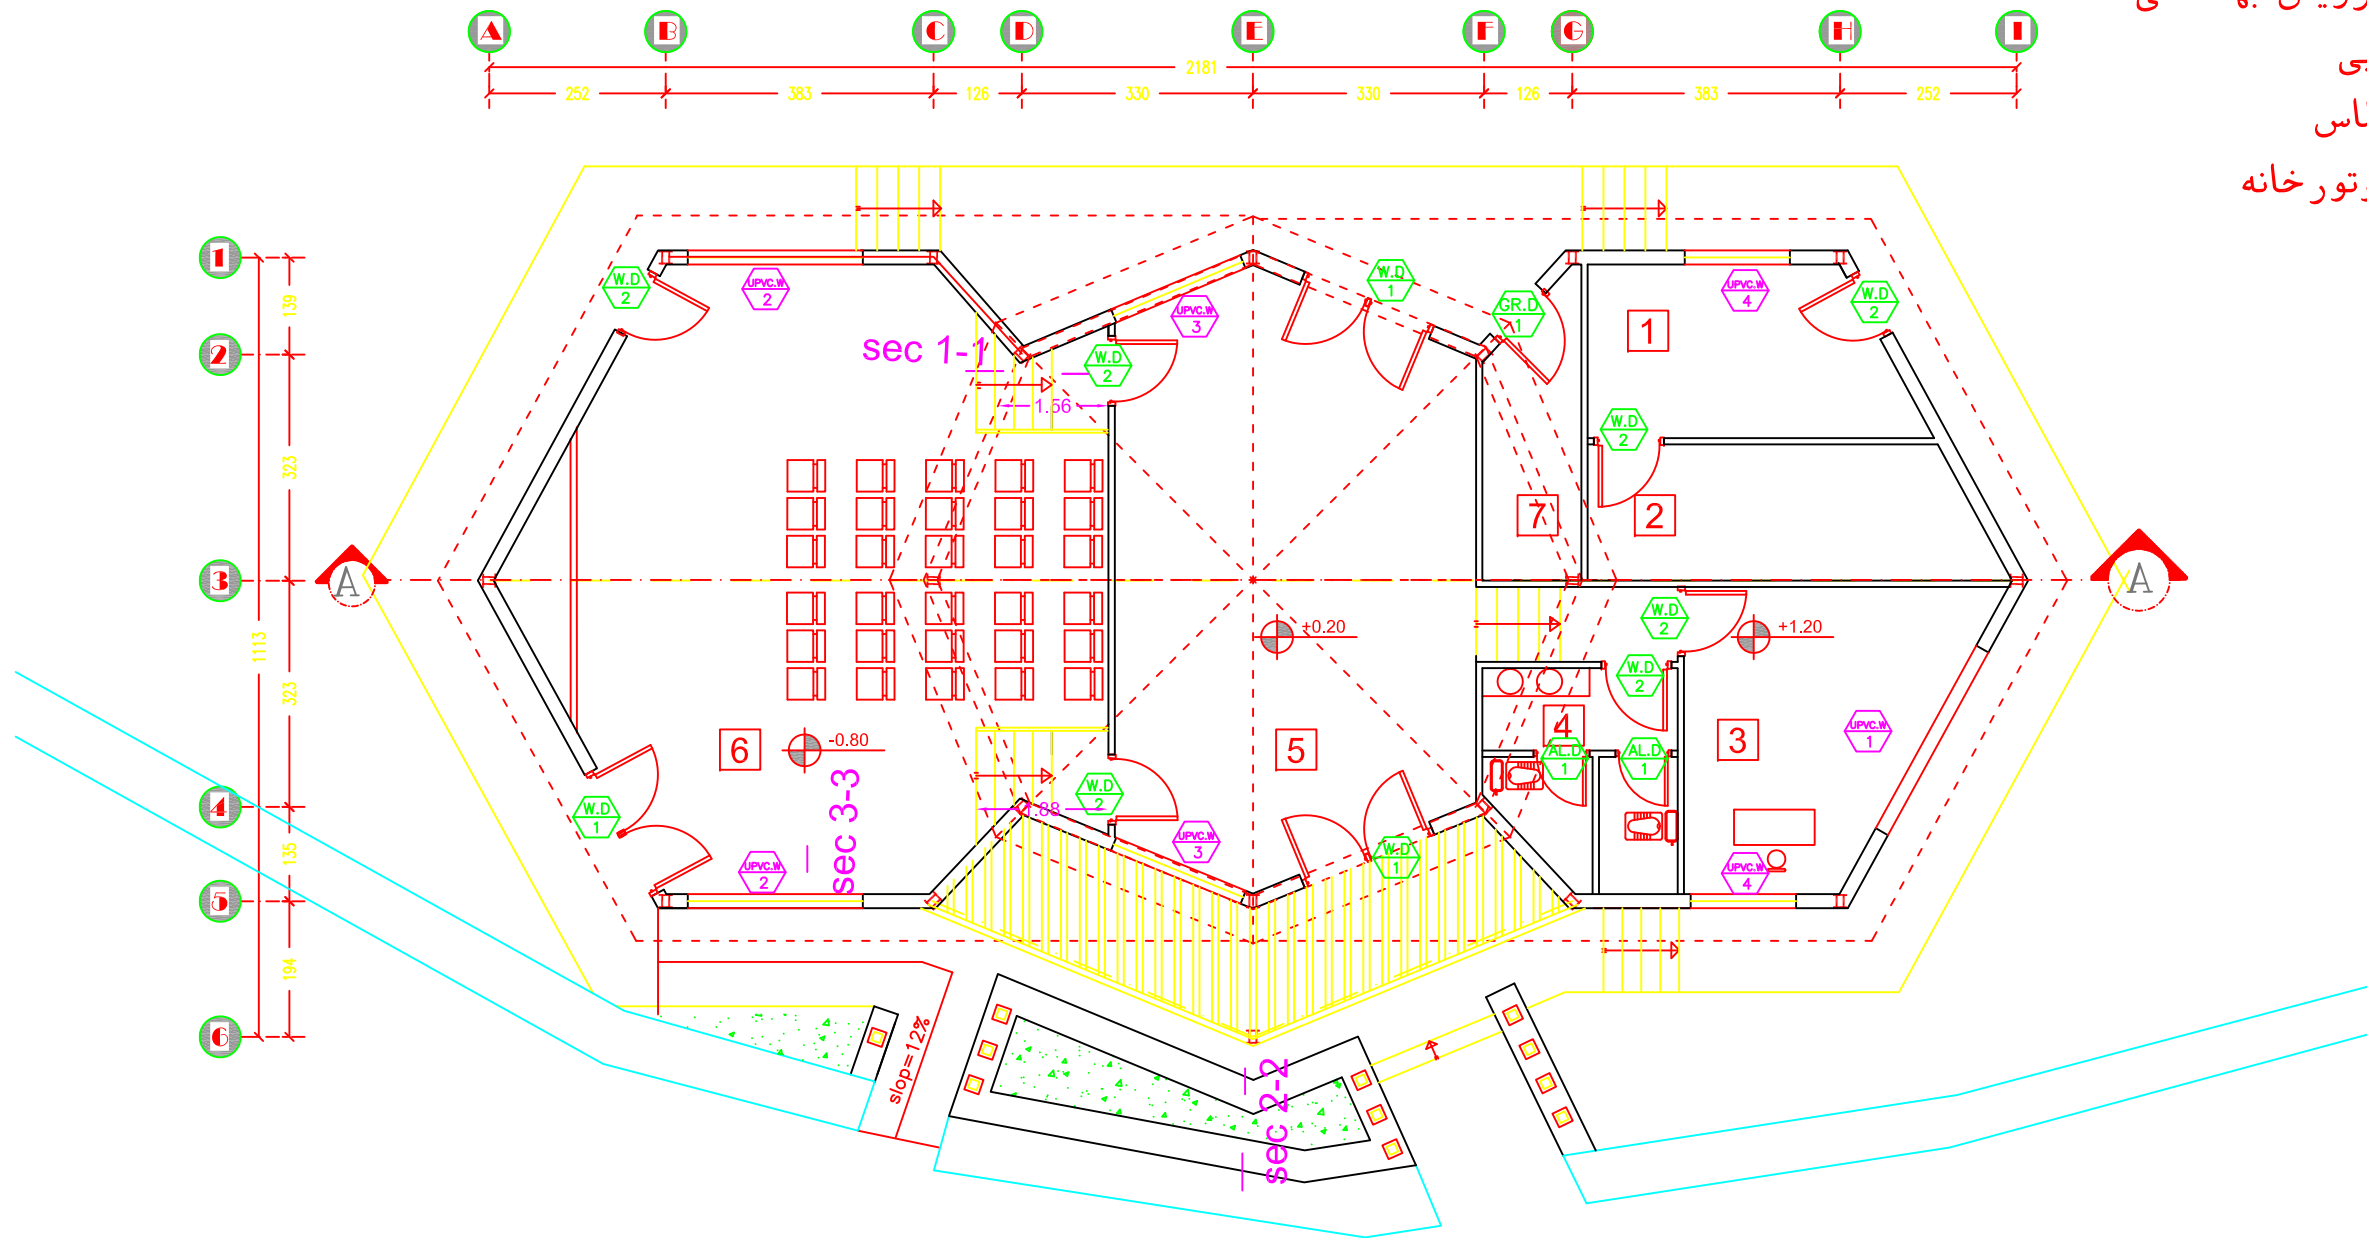 A B C D E F G H I
2181
252 383 126 330 330 126 383 252
خانه
1
2
3
4
5
6
139
323
323
135
194
1113
W.D
2
UPVC.W
2
sec 1-1
1.56
W.D
2
UPVC.W
3
W.D
1
GR.D
1
1
UPVC.W
4
W.D
2
W.D
2
7
2
A
A
+0.20
W.D
2
+1.20
W.D
2
6
-0.80
5
4
AL.D
1
AL.D
1
3
UPVC.W
1
W.D
1
UPVC.W
2
sec 3-3
W.D
2
.88
UPVC.W
3
W.D
1
UPVC.W
4
slop=12%
sec 2-2